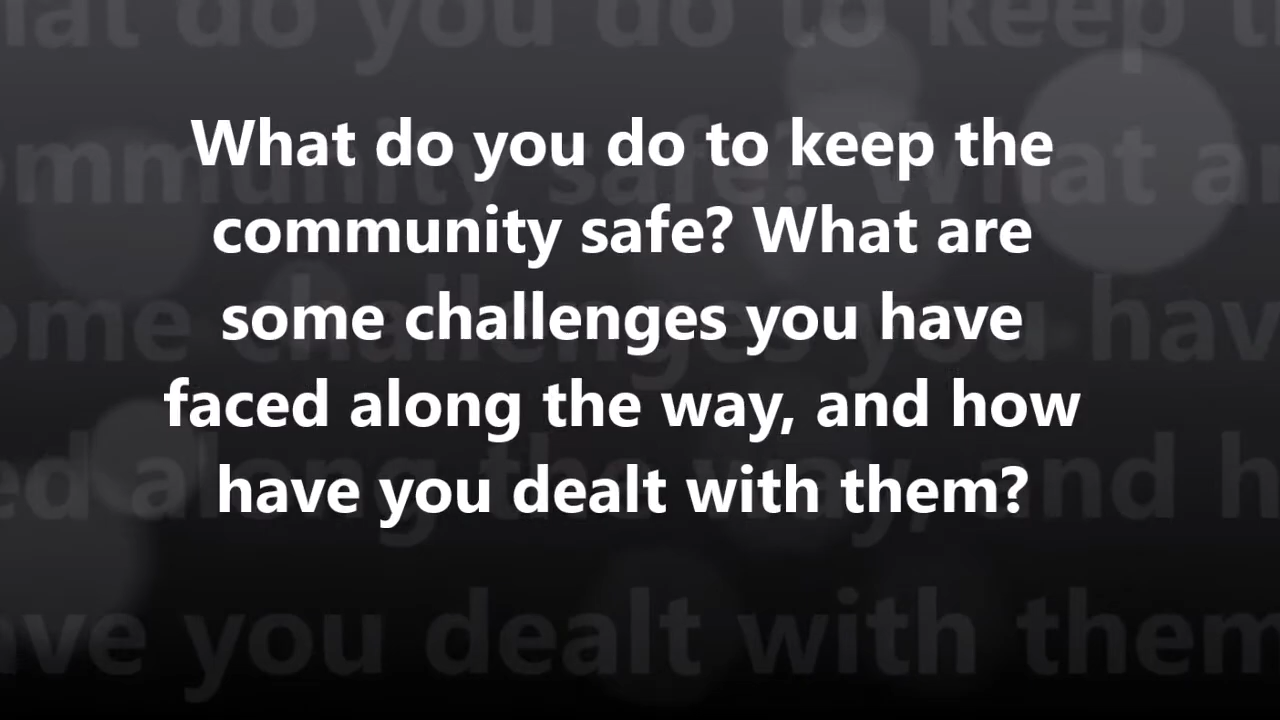 What do you do to keep the
community safe? What are
some challenges you have
faced along the way, and how
have you dealt with them?